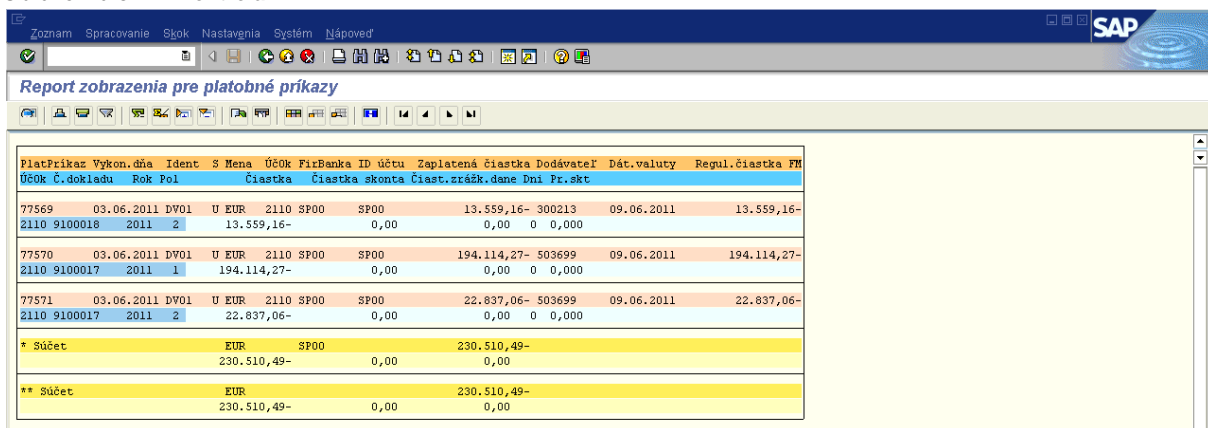 Zoznam Spracovanie Skok Nastavenia Systém Nápoveď
SAP
Report zobrazenia pre platobné príkazy
PlatPríkaz Vykon.dňa Ident S Mena ÚčOk FirBanka ID účtu Zaplatená čiastka Dodávateľ Dát.valuty Regul.čiastka FM
ÚčOk Č.dokladu Rok Pol Čiastka Čiastka skonta Čiast.zrážk.dane Dni Pr.skt
77569 03.06.2011 DV01 U EUR 2110 SP00 SP00 13.559,16- 300213 09.06.2011 13.559,16-
2110 9100018 2011 2 13.559,16- 0,00 0,00 0 0,000
77570 03.06.2011 DV01 U EUR 2110 SP00 SP00 194.114,27- 503699 09.06.2011 194.114,27-
2110 9100017 2011 1 194.114,27- 0,00 0,00 0 0,000
77571 03.06.2011 DV01 U EUR 2110 SP00 SP00 22.837,06- 503699 09.06.2011 22.837,06-
2110 9100017 2011 2 22.837,06- 0,00 0,00 0 0,000
* Súčet EUR SP00 230.510,49-
230.510,49- 0,00 0,00
** Súčet EUR 230.510,49-
230.510,49- 0,00 0,00